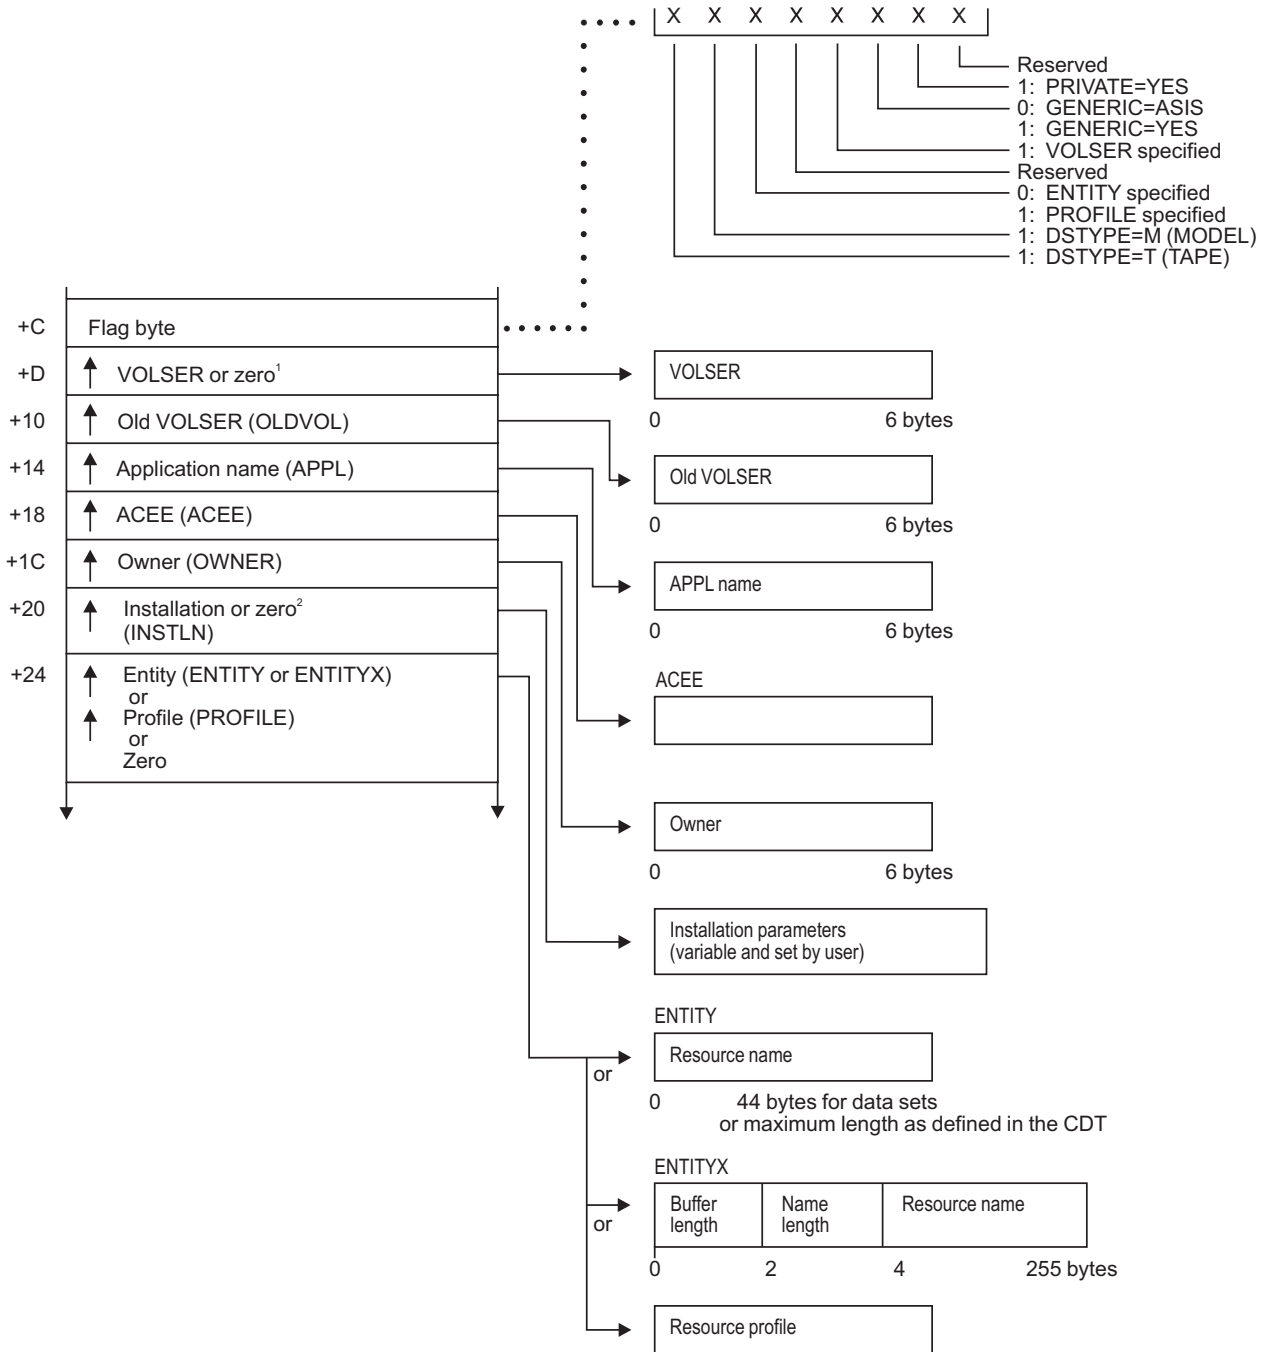 X X X X X X X X
Reserved
1: PRIVATE=YES
0: GENERIC=ASIS
1: GENERIC=YES
1: VOLSER specified
Reserved
0: ENTITY specified
1: PROFILE specified
1: DSTYPE=M (MODEL)
1: DSTYPE=T (TAPE)
+C Flag byte
+D VOLSER or zero¹
+10 Old VOLSER (OLDVOL)
+14 Application name (APPL)
+18 ACEE (ACEE)
+1C Owner (OWNER)
+20 Installation or zero²
(INSTLN)
+24 Entity (ENTITY or ENTITYX)
or
Profile (PROFILE)
or
Zero
VOLSER
0 6 bytes
Old VOLSER
0 6 bytes
APPL name
0 6 bytes
ACEE
Owner
0 6 bytes
Installation parameters
(variable and set by user)
ENTITY
Resource name
or
0 44 bytes for data sets
or maximum length as defined in the CDT
ENTITYX
Buffer length
Name length
Resource name
or
0 2 4 255 bytes
Resource profile